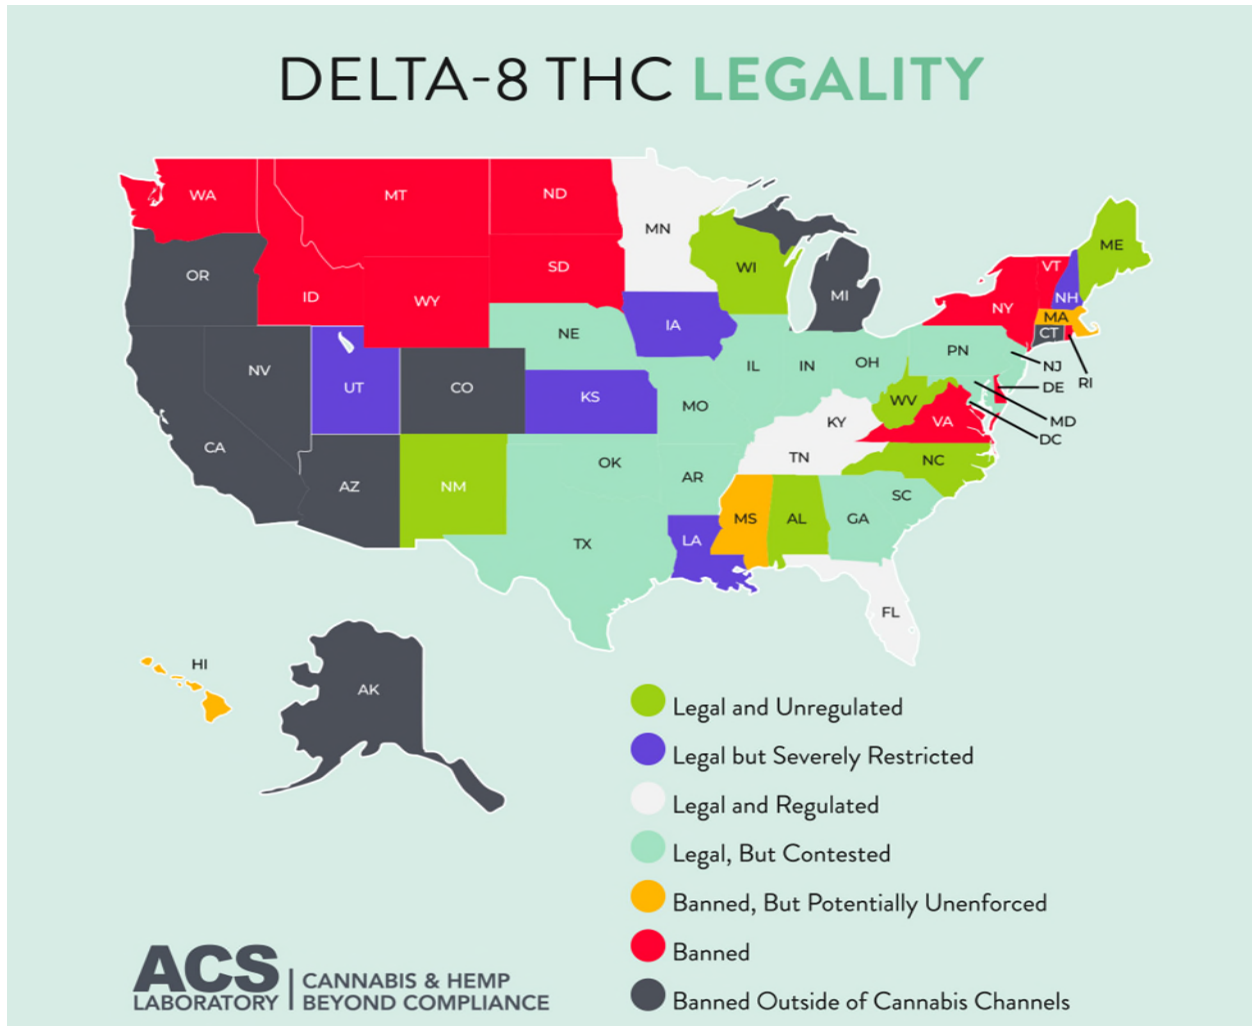 DELTA-8 THC LEGALITY
WA
MT
ND
MN
ME
OR
ID
WY
SD
WI
MI
VT
NH
NY
MA
CT
NV
UT
CO
NE
IA
IL
IN
OH
PN
NJ
RI
DE
MD
DC
CA
KS
MO
KY
WV
VA
AZ
NM
OK
AR
TN
NC
SC
TX
LA
MS
AL
GA
FL
HI
AK
Legal and Unregulated
Legal but Severely Restricted
Legal and Regulated
Legal, But Contested
Banned, But Potentially Unenforced
Banned
Banned Outside of Cannabis Channels
ACS
LABORATORY
CANNABIS & HEMP
BEYOND COMPLIANCE